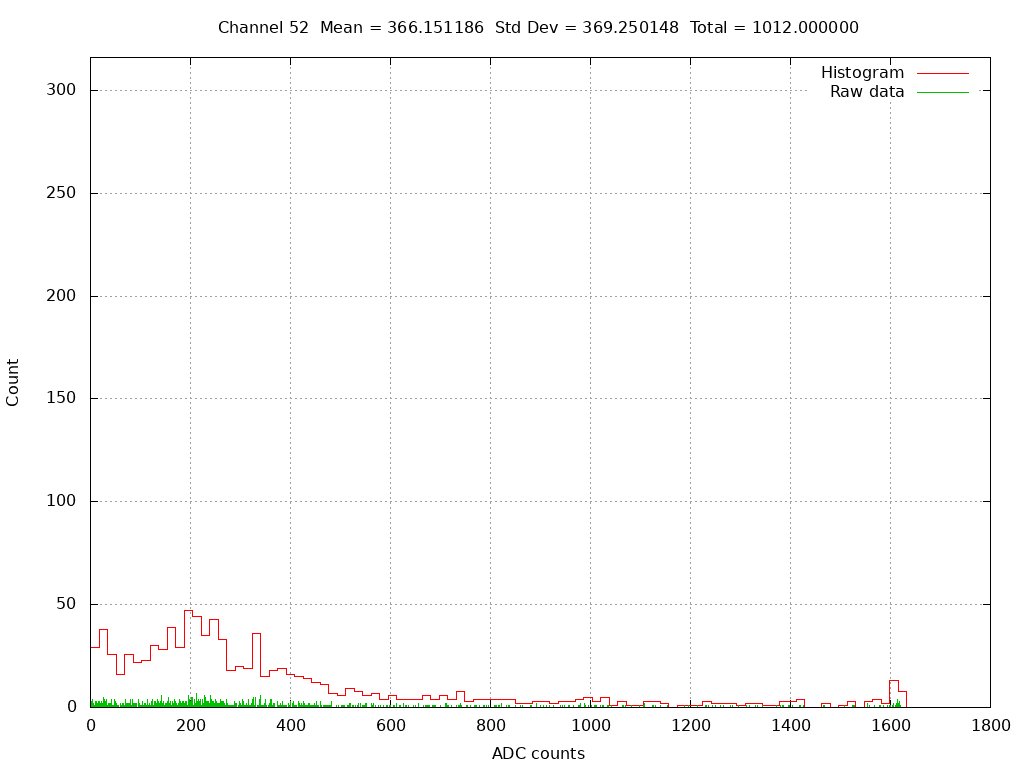 Channel 52  Mean = 366.151186  Std Dev = 369.250148  Total = 1012.000000
Histogram
Raw data
300
250
200
150
100
50
0
Count
0 200 400 600 800 1000 1200 1400 1600 1800
ADC counts